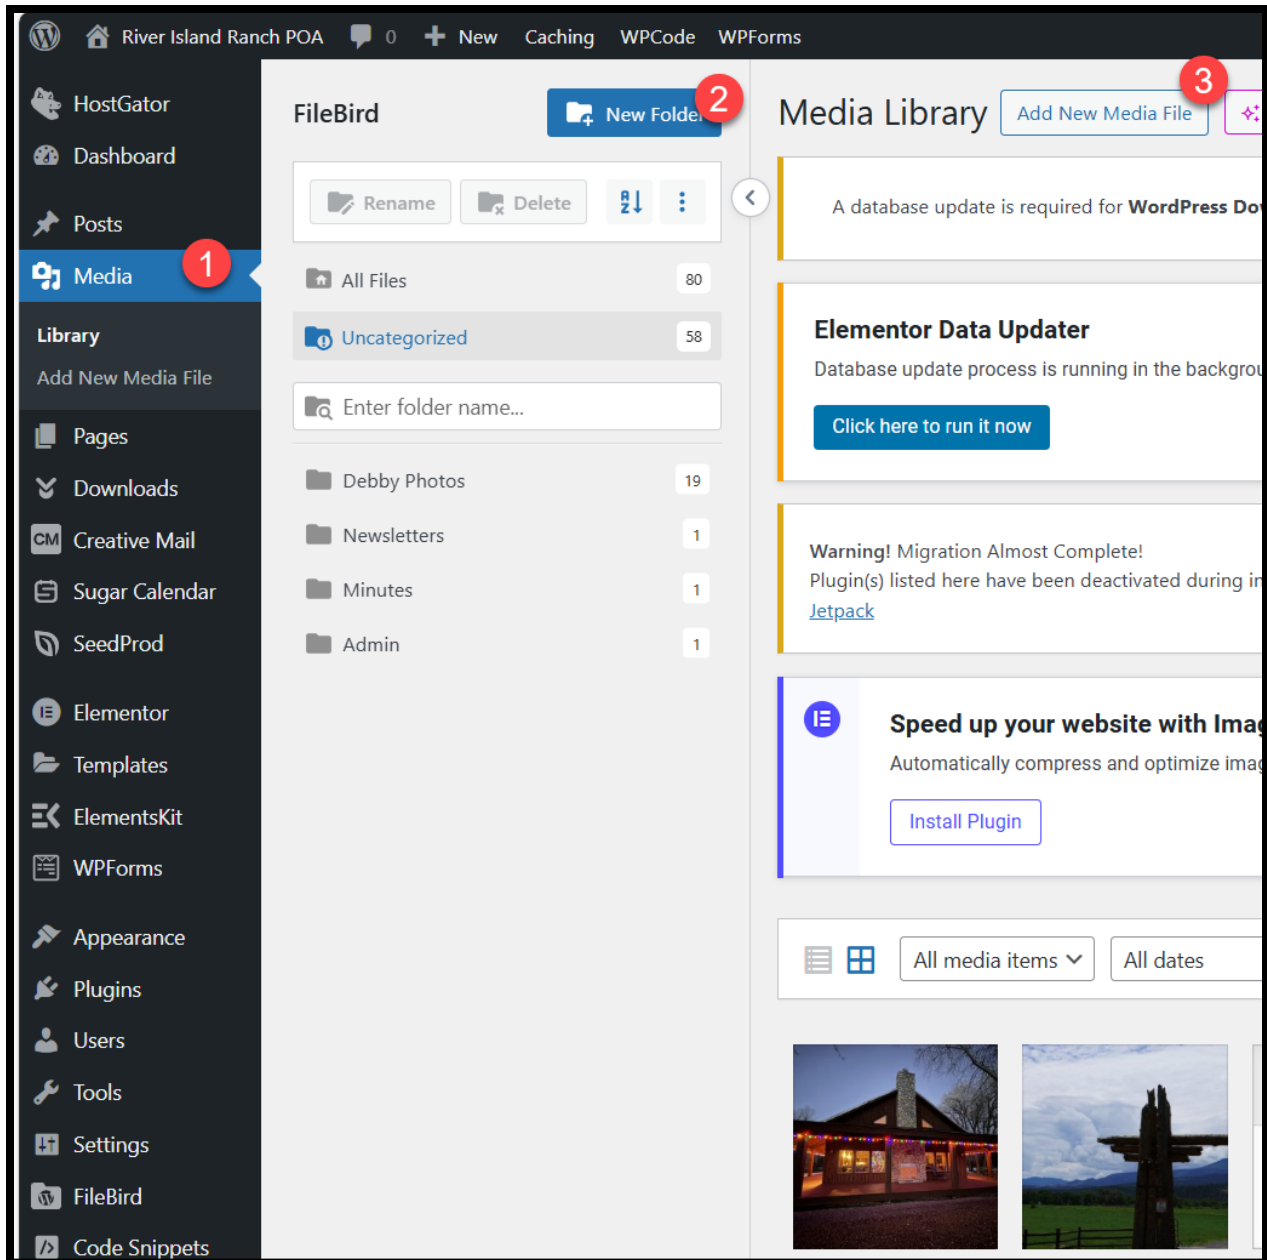 River Island Ranch POA 0 New Caching WPCode WPForms
HostGator
Dashboard
Posts
Media
1
Library
Add New Media File
Pages
Downloads
CM Creative Mail
Sugar Calendar
SeedProd
Elementor
Templates
ElementsKit
WPForms
Appearance
Plugins
Users
Tools
Settings
FileBird
Code Snippets
FileBird
New Folder
2
Rename
Delete
A
Z
All Files 80
Uncategorized 58
Enter folder name...
Debby Photos 19
Newsletters 1
Minutes 1
Admin 1
Media Library
Add New Media File
3
A database update is required for WordPress
Elementor Data Updater
Database update process is running in the
Click here to run it now
Warning! Migration Almost Complete!
Plugin(s) listed here have been deactivated during
Jetpack
Speed up your website with
Automatically compress and optimize
Install Plugin
All media items
All dates